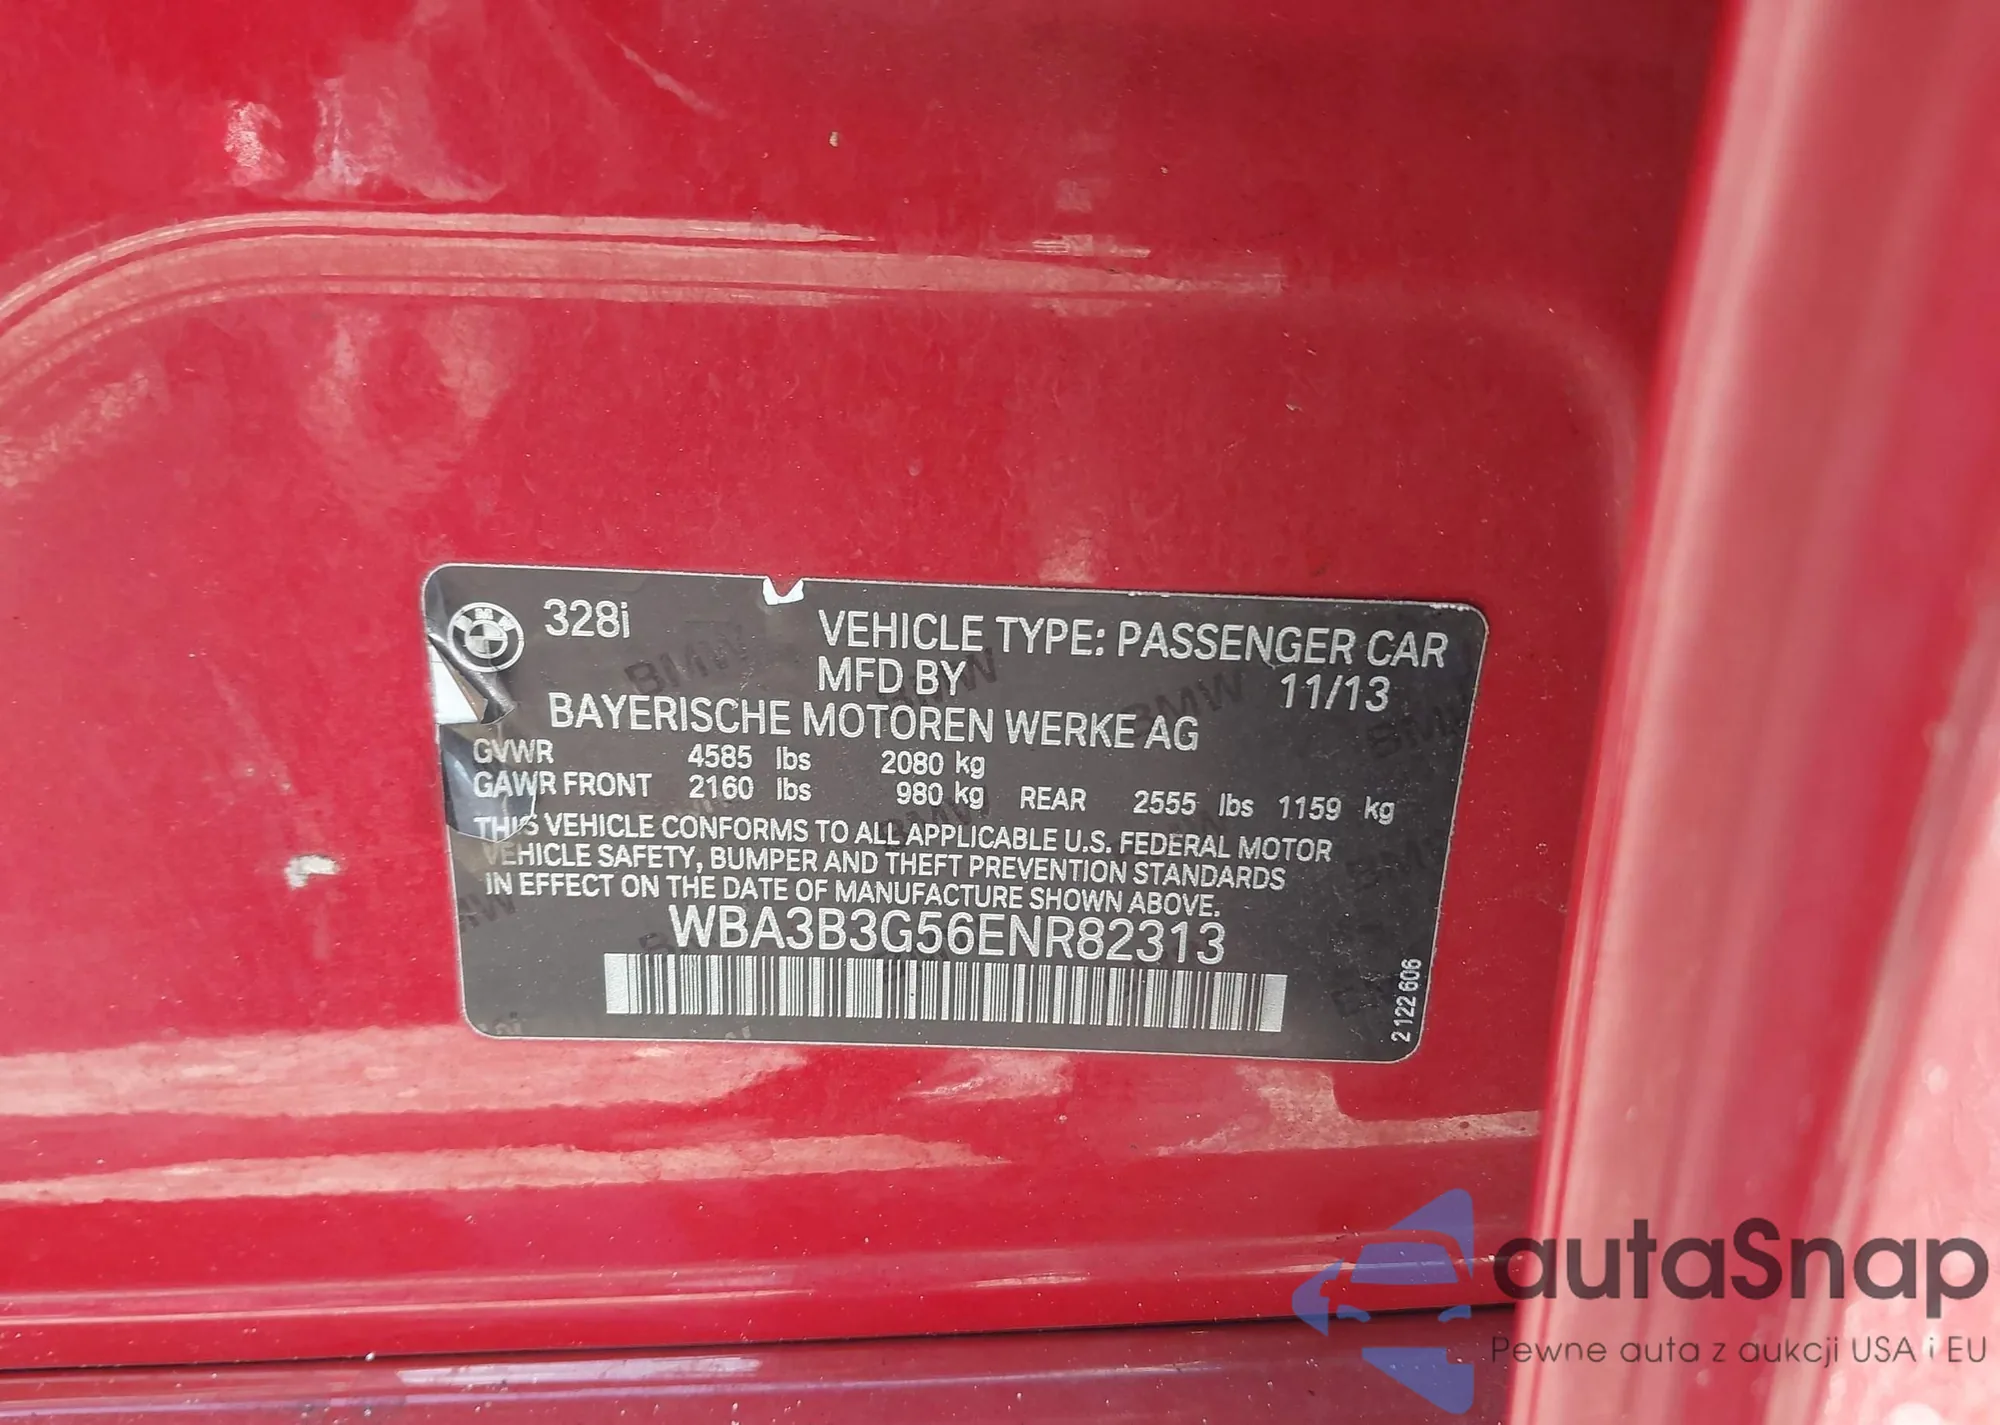 328i
VEHICLE TYPE: PASSENGER CAR
MFD BY 11/13
BAYERISCHE MOTOREN WERKE AG
GVWR 4585 lbs 2080 kg
GAWR FRONT 2160 lbs 980 kg REAR 2555 lbs 1159 kg
THIS VEHICLE CONFORMS TO ALL APPLICABLE U.S. FEDERAL MOTOR
VEHICLE SAFETY, BUMPER AND THEFT PREVENTION STANDARDS
IN EFFECT ON THE DATE OF MANUFACTURE SHOWN ABOVE.
WBA3B3G56ENR82313
2 122 606
autaSnap
Pewne auta z aukcji USA i EU